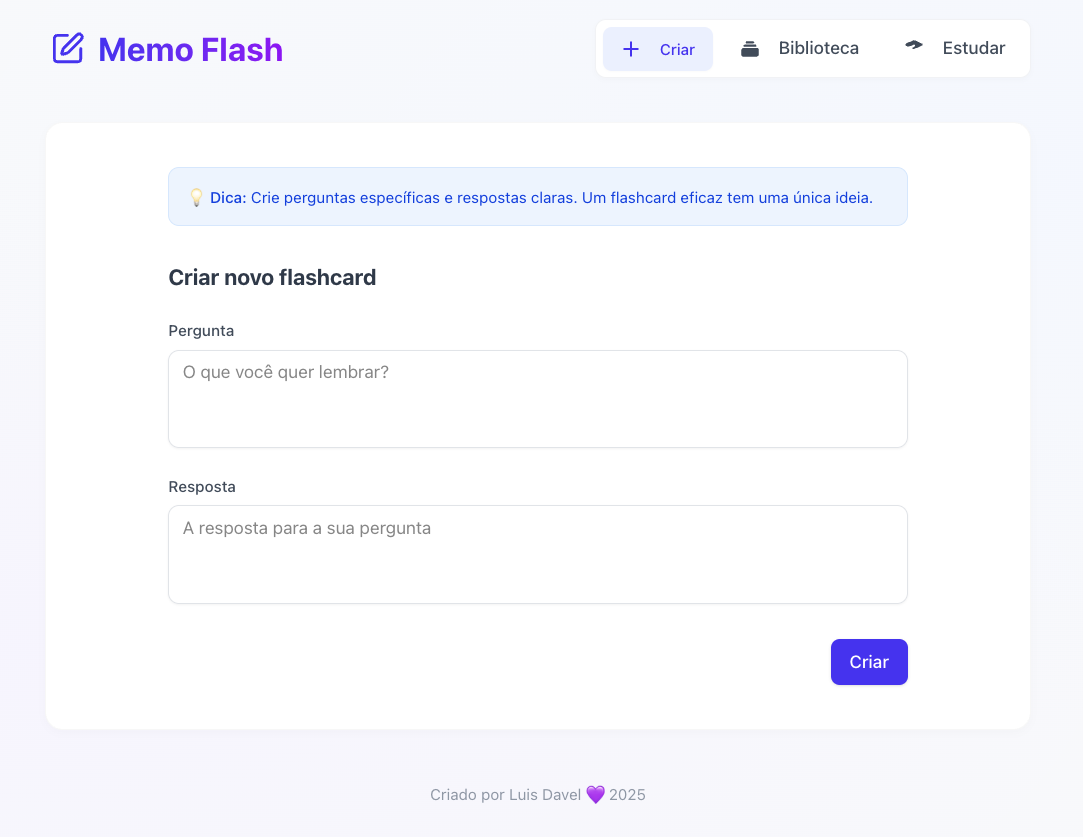 Memo Flash
Criar
Biblioteca
Estudar
💡 Dica: Crie perguntas específicas e respostas claras. Um flashcard eficaz tem uma única ideia.
Criar novo flashcard
Pergunta
O que você quer lembrar?
Resposta
A resposta para a sua pergunta
Criar
Criado por Luis Davel 💜 2025